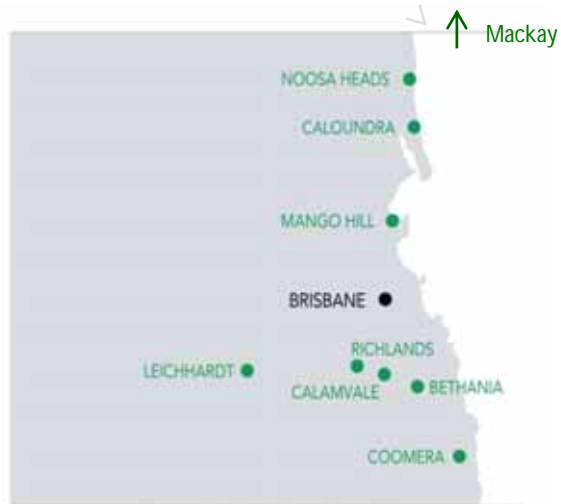 Mackay
NOOSA HEADS
CALOUNDRA
MANGO HILL
BRISBANE
RICHLANDS
LEICHHARDT
CALAMVALE
BETHANIA
COOMERA